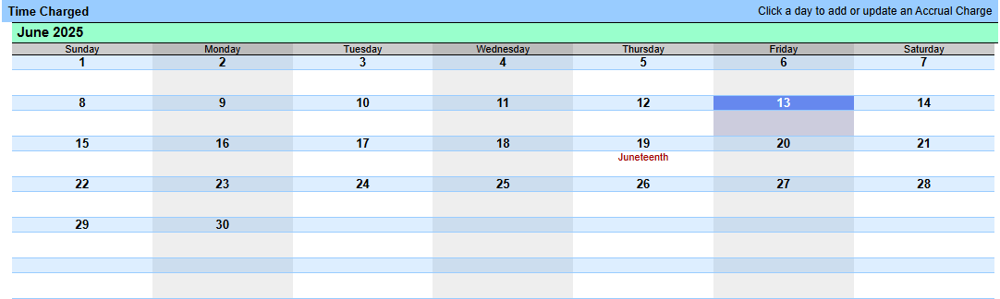 Time Charged Click a day to add or update an Accrual Charge
June 2025
Sunday Monday Tuesday Wednesday Thursday Friday Saturday
1 2 3 4 5 6 7
8 9 10 11 12 13 14
15 16 17 18 19 20 21
Juneteenth
22 23 24 25 26 27 28
29 30